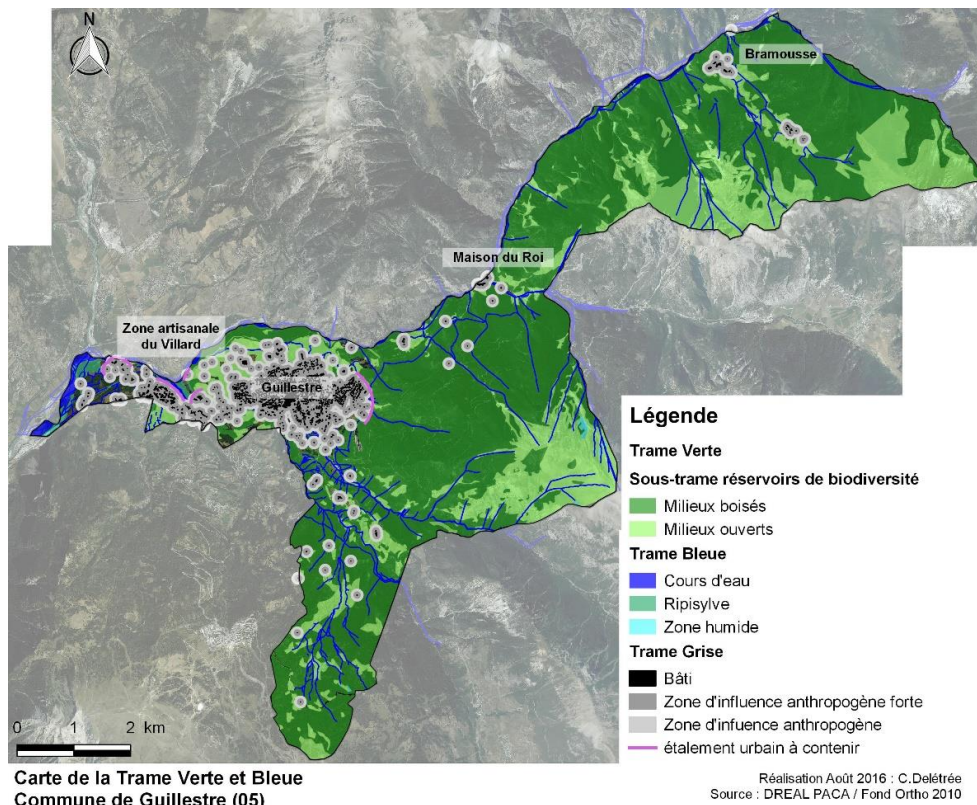 N
Bramousse
Maison du Roi
Zone artisanale
du Villard
Guillestre
Légende
Trame Verte
Sous-trame réservoirs de biodiversité
Milieux boisés
Milieux ouverts
Trame Bleue
Cours d'eau
Ripisylve
Zone humide
Trame Grise
Bâti
Zone d'influence anthropogène forte
Zone d'infuence anthropogène
étalement urbain à contenir
0 1 2 km
Carte de la Trame Verte et Bleue
Commune de Guillestre (05)
Réalisation Août 2016 : C.Delétrée
Source : DREAL PACA / Fond Ortho 2010